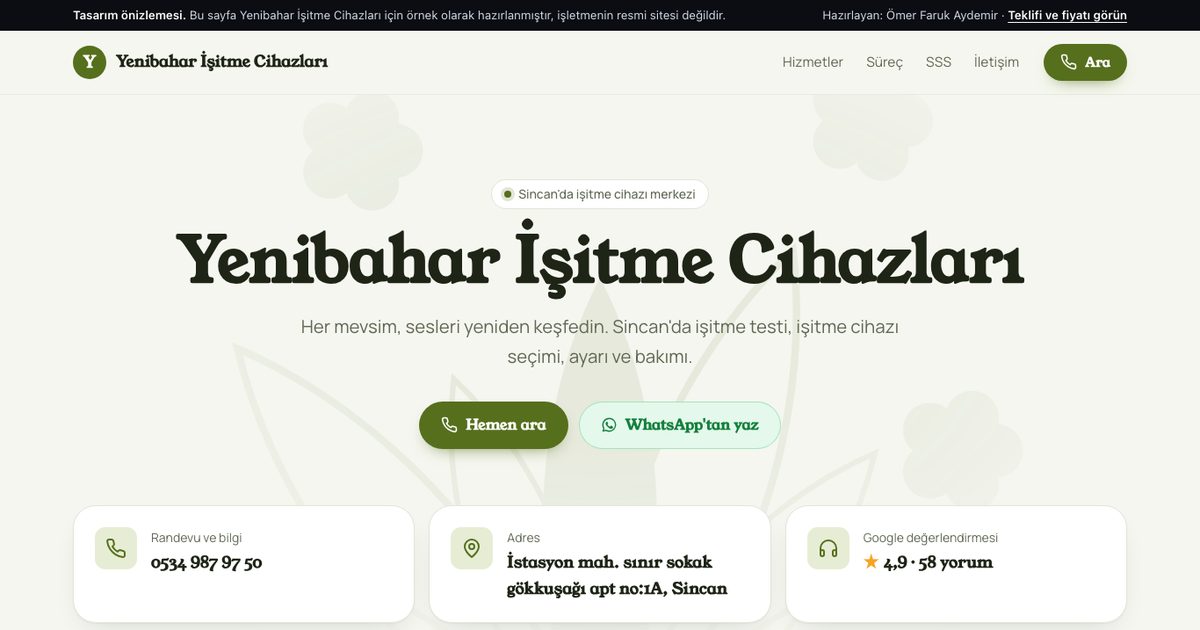 Tasarım önizlemesi. Bu sayfa Yenibahar İşitme Cihazları için örnek olarak hazırlanmıştır, işletmenin resmi sitesi değildir.
Hazırlayan: Ömer Faruk Aydemir · Teklifi ve fiyatı görün
Y Yenibahar İşitme Cihazları
Hizmetler Süreç SSS İletişim Ara
Sincan'da işitme cihazı merkezi
Yenibahar İşitme Cihazları
Her mevsim, sesleri yeniden keşfedin. Sincan'da işitme testi, işitme cihazı
seçimi, ayarı ve bakımı.
Hemen ara
WhatsApp'tan yaz
Randevu ve bilgi
0534 987 97 50
Adres
İstasyon mah. sınır sokak
gökkuşağı apt no:1A, Sincan
Google değerlendirmesi
★ 4,9 · 58 yorum